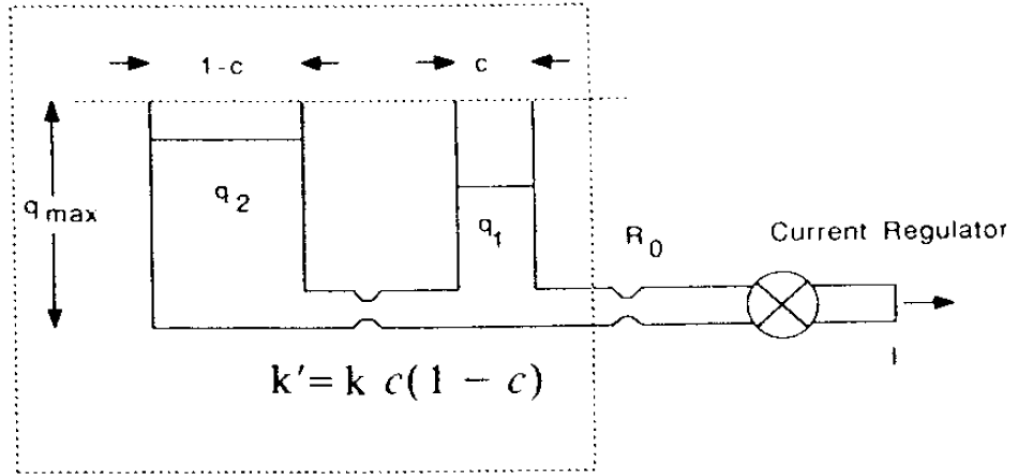 1-c
c
q max
q 2
q 1
R 0
Current Regulator
I
k′= k c(1 − c)